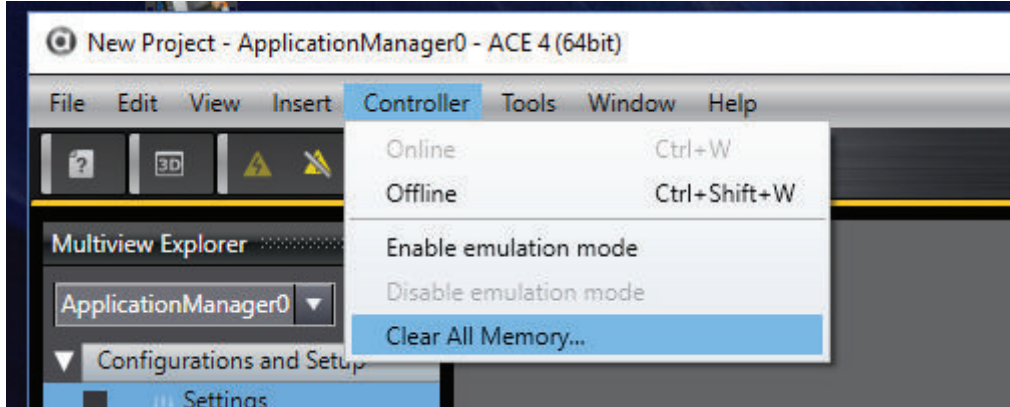 New Project - ApplicationManager0 - ACE 4 (64bit)
File Edit View Insert Controller Tools Window Help
? 3D
Online Ctrl+W
Offline Ctrl+Shift+W
Multiview Explorer
Enable emulation mode
ApplicationManager0
Disable emulation mode
Clear All Memory...
Configurations and Setup
Settings